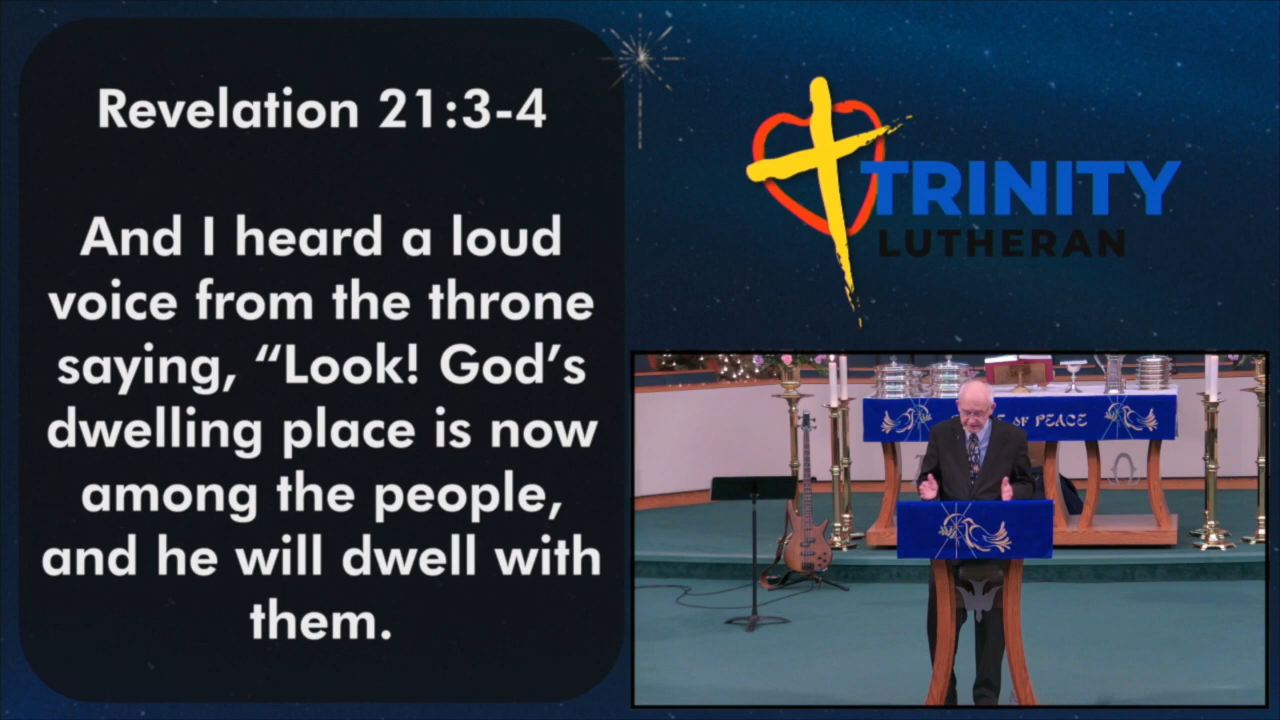 Revelation 21:3-4
And I heard a loud
voice from the throne
saying, “Look! God’s
dwelling place is now
among the people,
and he will dwell with
them.
TRINITY
LUTHERAN
OF PEACE